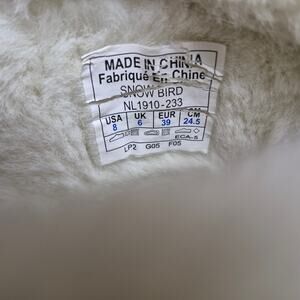 MADE IN CHINA
Fabriqué En Chine
SNOW BIRD
NL1910-233
USA UK EUR CM
8 6 39 24.5
ECA-S
LP2 G05 F05